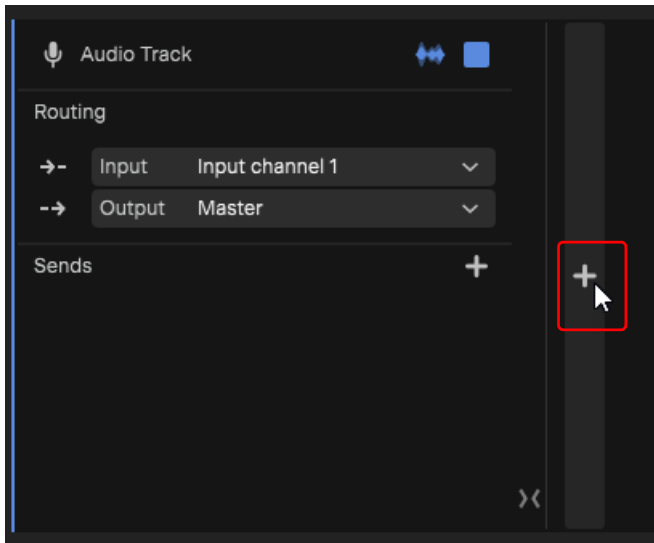 Audio Track
Routing
Input Input channel 1
Output Master
Sends